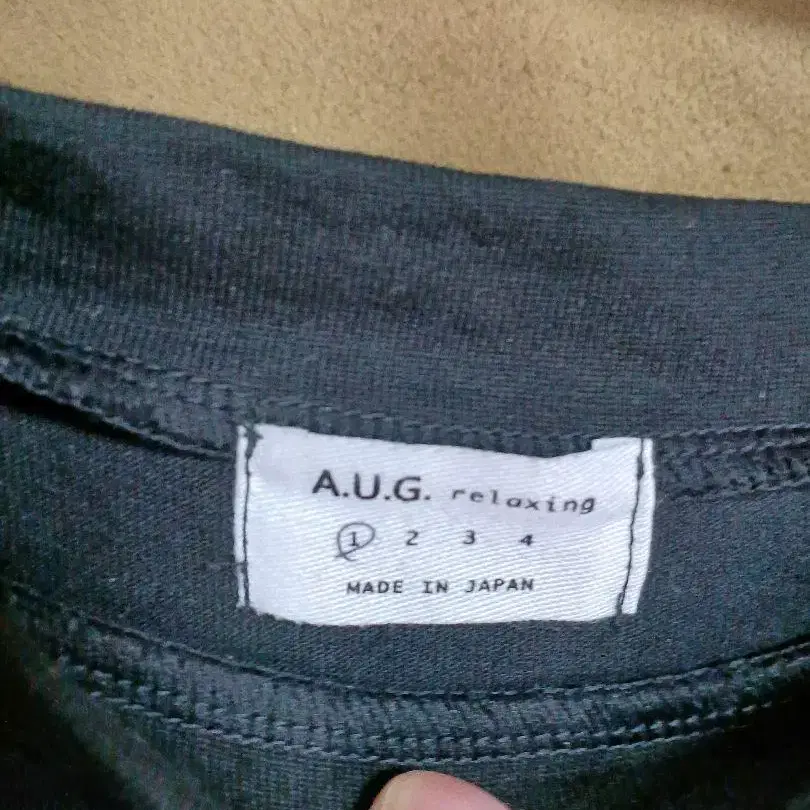 A.U.G. relaxing
1 2 3 4
MADE IN JAPAN